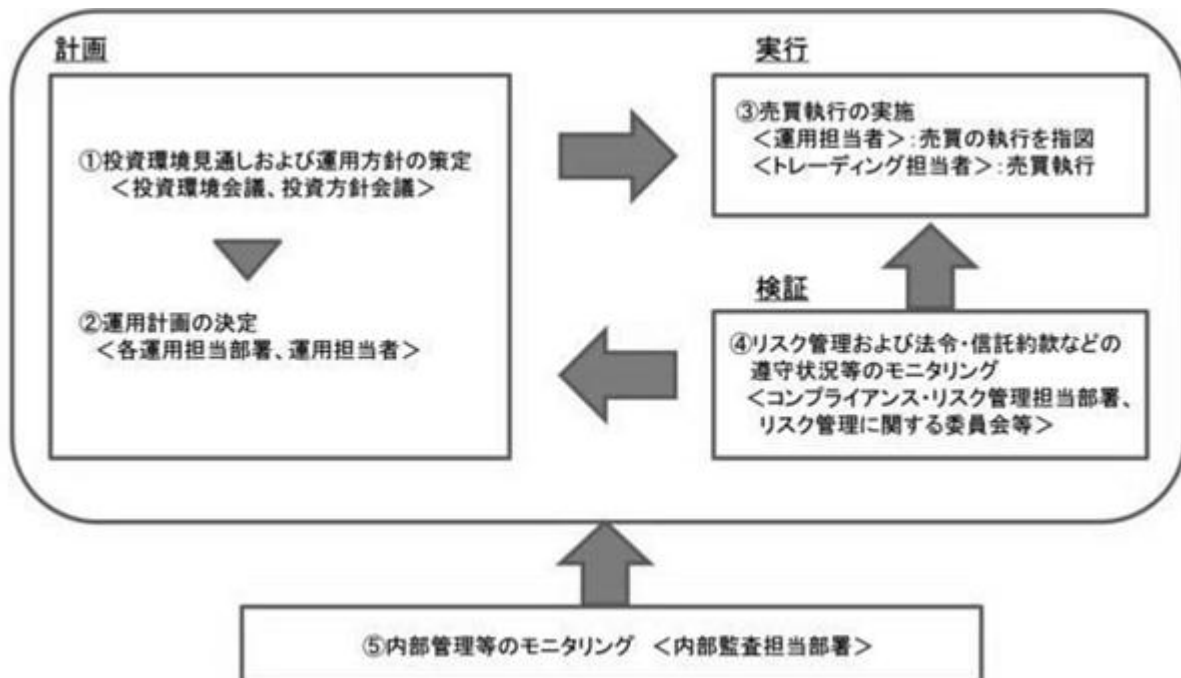 計画
①投資環境見通しおよび運用方針の策定
<投資環境会議、投資方針会議>
②運用計画の決定
<各運用担当部署、運用担当者>
実行
③売買執行の実施
<運用担当者>:売買の執行を指図
<トレーディング担当者>:売買執行
検証
④リスク管理および法令・信託約款などの
遵守状況等のモニタリング
<コンプライアンス・リスク管理担当部署、
リスク管理に関する委員会等>
⑤内部管理等のモニタリング <内部監査担当部署>